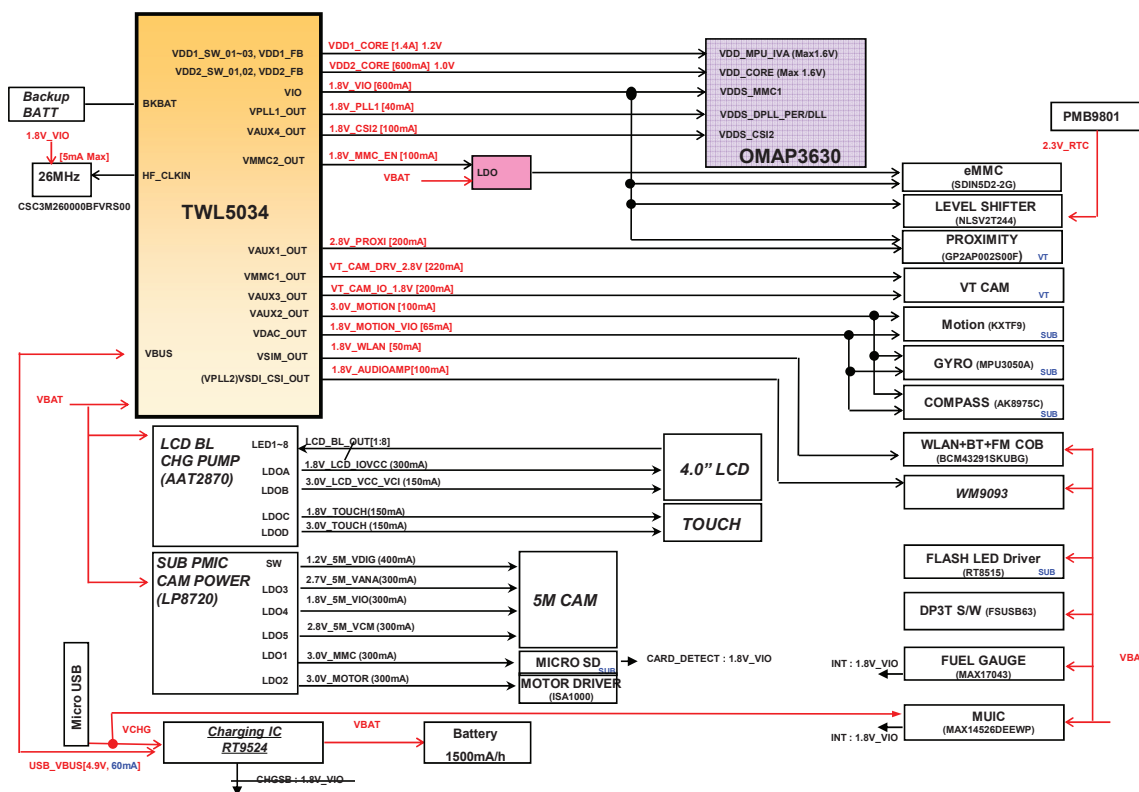 VDD1_SW_01~03, VDD1_FB
VDD2_SW_01,02, VDD2_FB
VIO
VPLL1_OUT
VAUX4_OUT
VMMC2_OUT
BKBAT
HF_CLKIN
TWL5034
VAUX1_OUT
VMMC1_OUT
VAUX3_OUT
VAUX2_OUT
VDAC_OUT
VBUS
VSIM_OUT
(VPLL2)VSDI_CSI_OUT
Backup
BATT
1.8V_VIO
[5mA Max]
26MHz
CSC3M260000BFVRS00
VDD1_CORE [1.4A] 1.2V
VDD2_CORE [600mA] 1.0V
1.8V_VIO [600mA]
1.8V_PLL1 [40mA]
1.8V_CSI2 [100mA]
1.8V_MMC_EN [100mA]
VBAT
LDO
2.8V_PROXI [200mA]
VT_CAM_DRV_2.8V [220mA]
VT_CAM_IO_1.8V [200mA]
3.0V_MOTION [100mA]
1.8V_MOTION_VIO [65mA]
1.8V_WLAN [50mA]
1.8V_AUDIOAMP[100mA]
VDD_MPU_IVA (Max1.6V)
VDD_CORE (Max 1.6V)
VDDS_MMC1
VDDS_DPLL_PER/DLL
VDDS_CSI2
OMAP3630
PMB9801
2.3V_RTC
eMMC
(SDIN5D2-2G)
LEVEL SHIFTER
(NLSV2T244)
PROXIMITY
(GP2AP002S00F)
VT
VT CAM
VT
Motion (KXTF9)
SUB
GYRO (MPU3050A)
SUB
COMPASS (AK8975C)
SUB
WLAN+BT+FM COB
(BCM43291SKUBG)
WM9093
FLASH LED Driver
(RT8515)
SUB
DP3T S/W (FSUSB63)
FUEL GAUGE
(MAX17043)
INT : 1.8V_VIO
MUIC
(MAX14526DEEWP)
INT : 1.8V_VIO
VBA
VBAT
LCD BL
CHG PUMP
(AAT2870)
LED1~8
LDOA
LDOB
LDOC
LDOD
LCD_BL_OUT[1:8]
1.8V_LCD_IOVCC (300mA)
3.0V_LCD_VCC_VCI (150mA)
1.8V_TOUCH(150mA)
3.0V_TOUCH (150mA)
4.0” LCD
TOUCH
SUB PMIC
CAM POWER
(LP8720)
SW
LDO3
LDO4
LDO5
LDO1
LDO2
1.2V_5M_VDIG (400mA)
2.7V_5M_VANA(300mA)
1.8V_5M_VIO(300mA)
2.8V_5M_VCM (300mA)
3.0V_MMC (300mA)
3.0V_MOTOR (300mA)
5M CAM
MICRO SD
SUB
CARD_DETECT : 1.8V_VIO
MOTOR DRIVER
(ISA1000)
Micro USB
VCHG
USB_VBUS[4.9V, 60mA]
Charging IC
RT9524
CHGSB : 1.8V_VIO
VBAT
Battery
1500mA/h